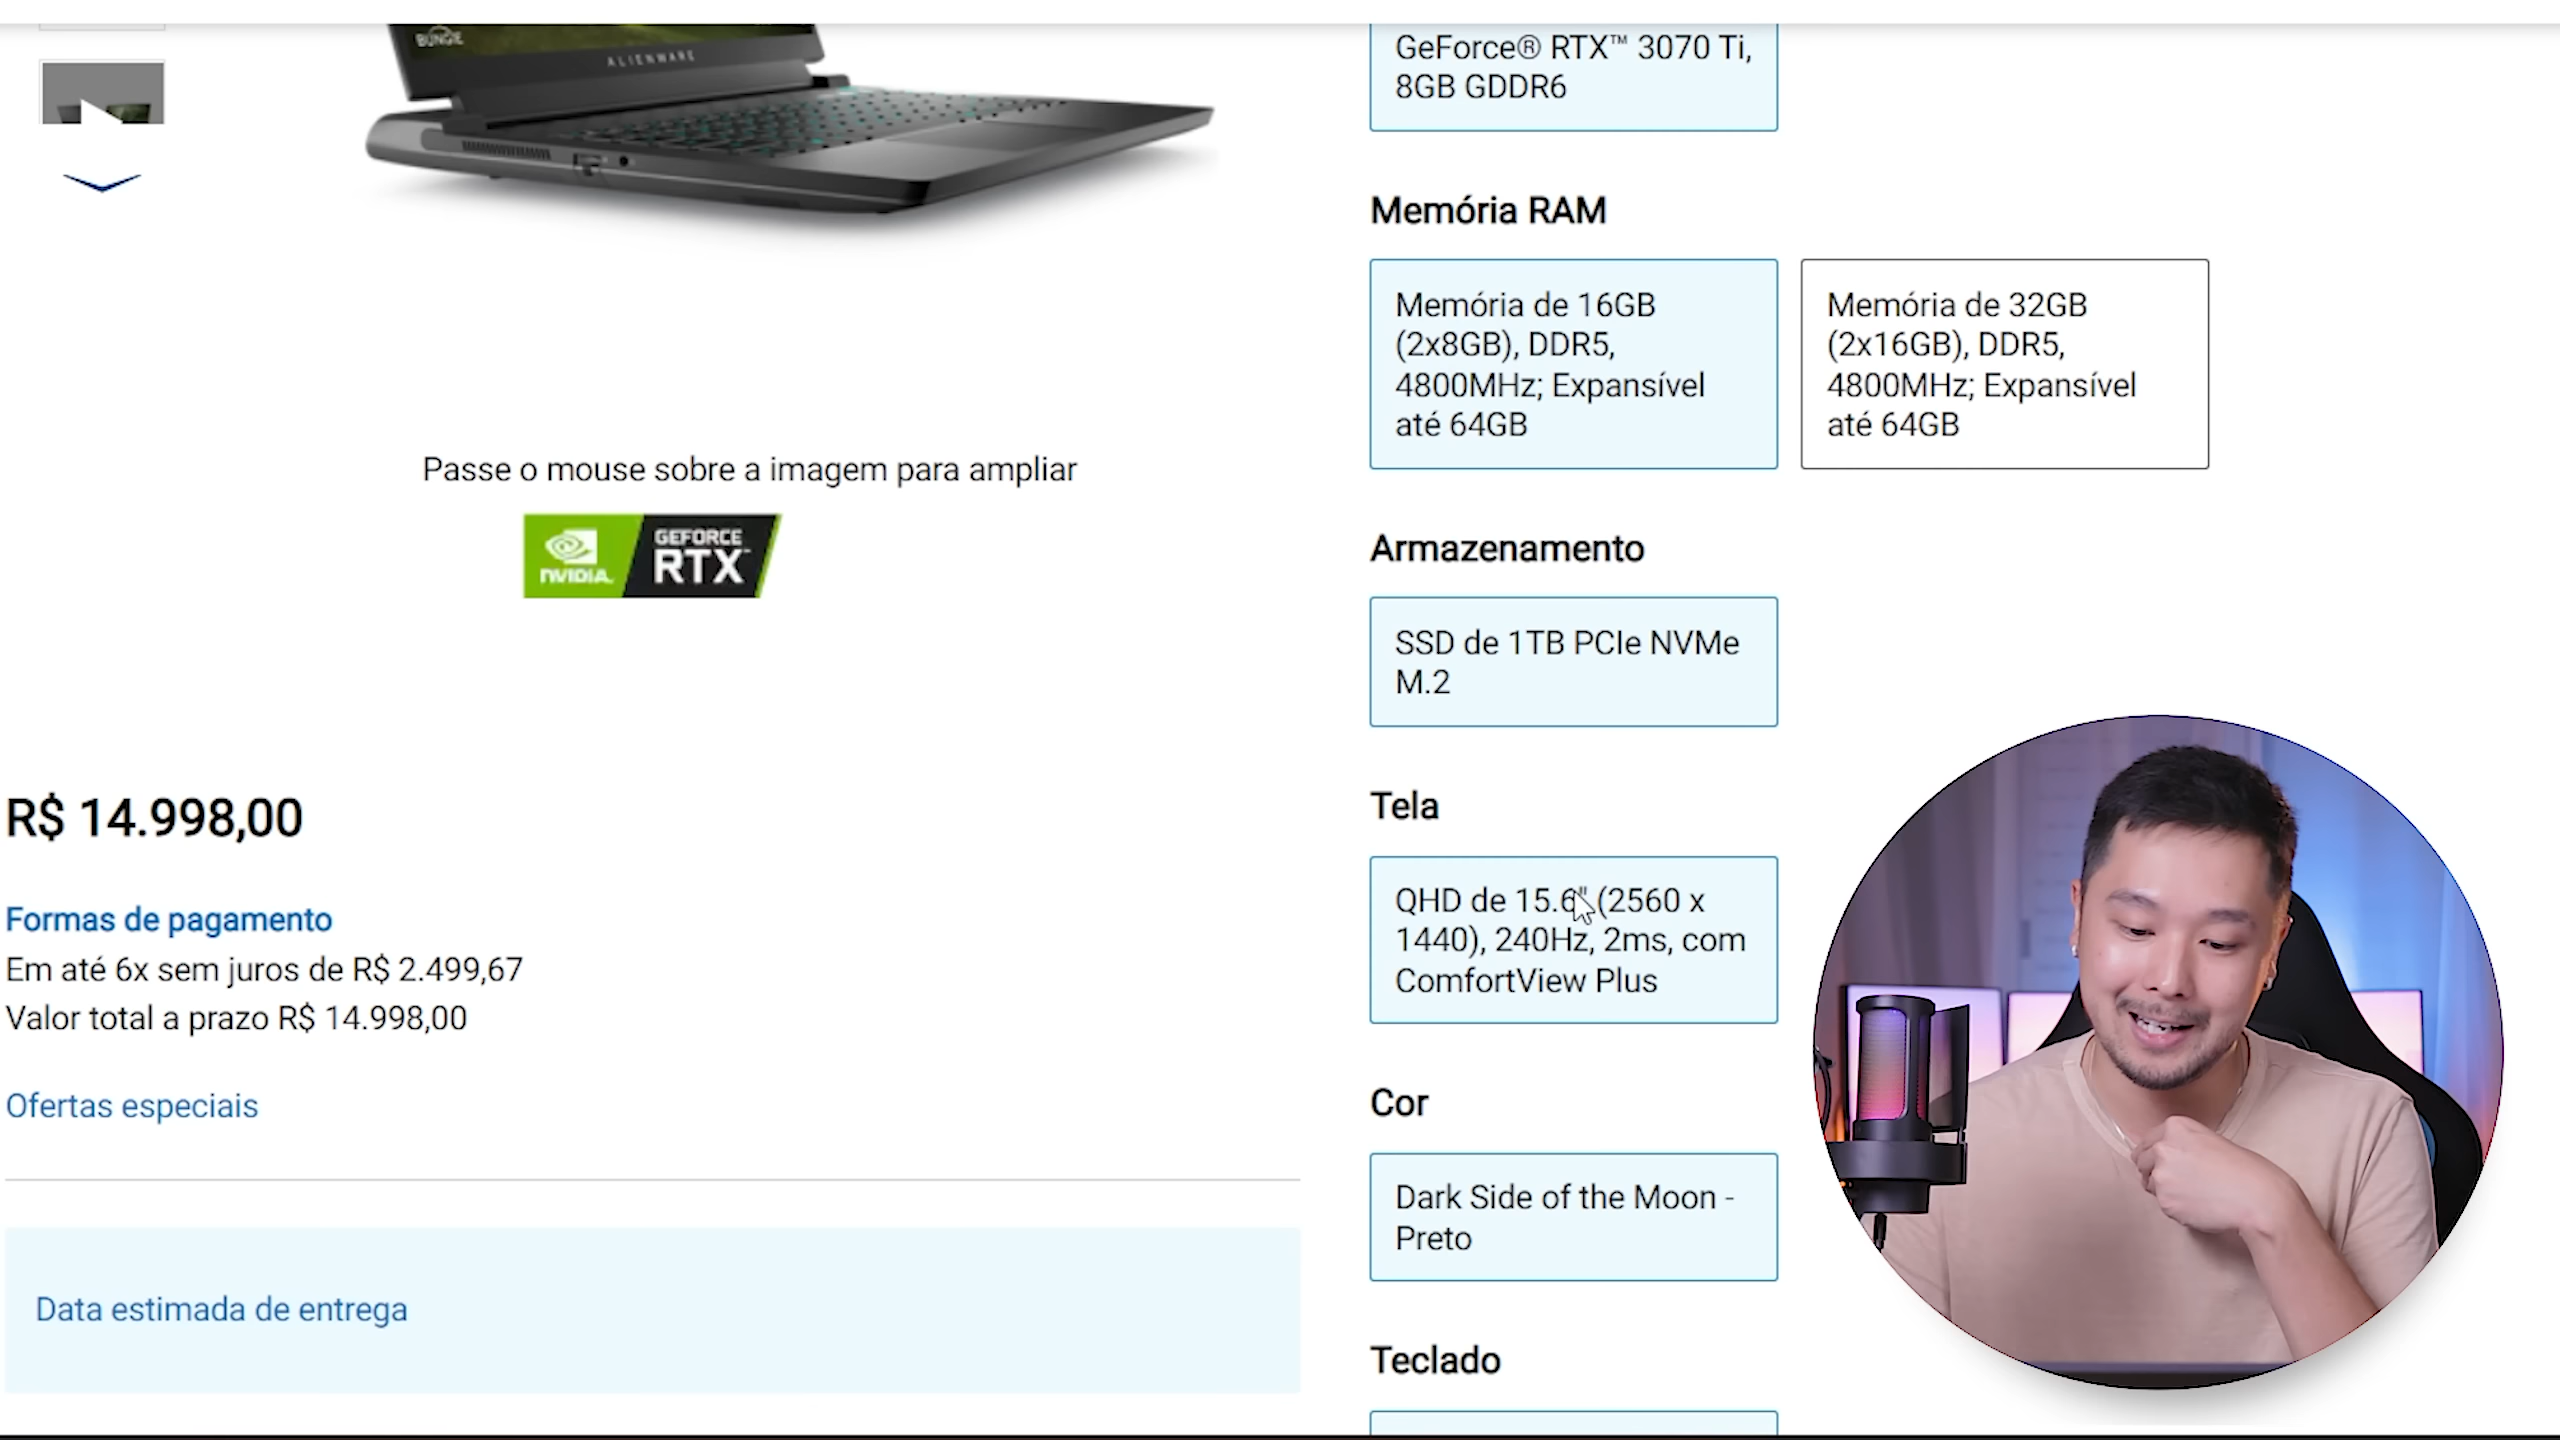 BUNGIE
ALIENWARE
Passe o mouse sobre a imagem para ampliar
NVIDIA.
GEFORCE
RTX™
R$ 14.998,00
Formas de pagamento
Em até 6x sem juros de R$ 2.499,67
Valor total a prazo R$ 14.998,00
Ofertas especiais
Data estimada de entrega
GeForce® RTX™ 3070 Ti,
8GB GDDR6
Memória RAM
Memória de 16GB
(2x8GB), DDR5,
4800MHz; Expansível
até 64GB
Memória de 32GB
(2x16GB), DDR5,
4800MHz; Expansível
até 64GB
Armazenamento
SSD de 1TB PCIe NVMe
M.2
Tela
QHD de 15.6" (2560 x
1440), 240Hz, 2ms, com
ComfortView Plus
Cor
Dark Side of the Moon -
Preto
Teclado